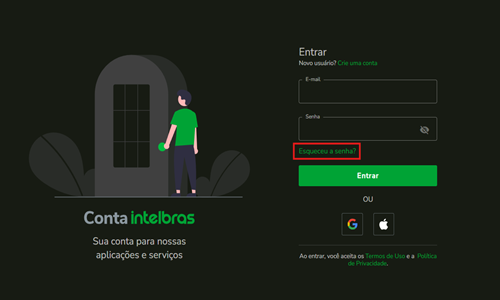 Entrar
Novo usuário? Crie uma conta
E-mail
Senha
Esqueceu a senha?
Entrar
OU
Ao entrar, você aceita os Termos de Uso e a Política
de Privacidade.
Conta intelbras
Sua conta para nossas
aplicações e serviços